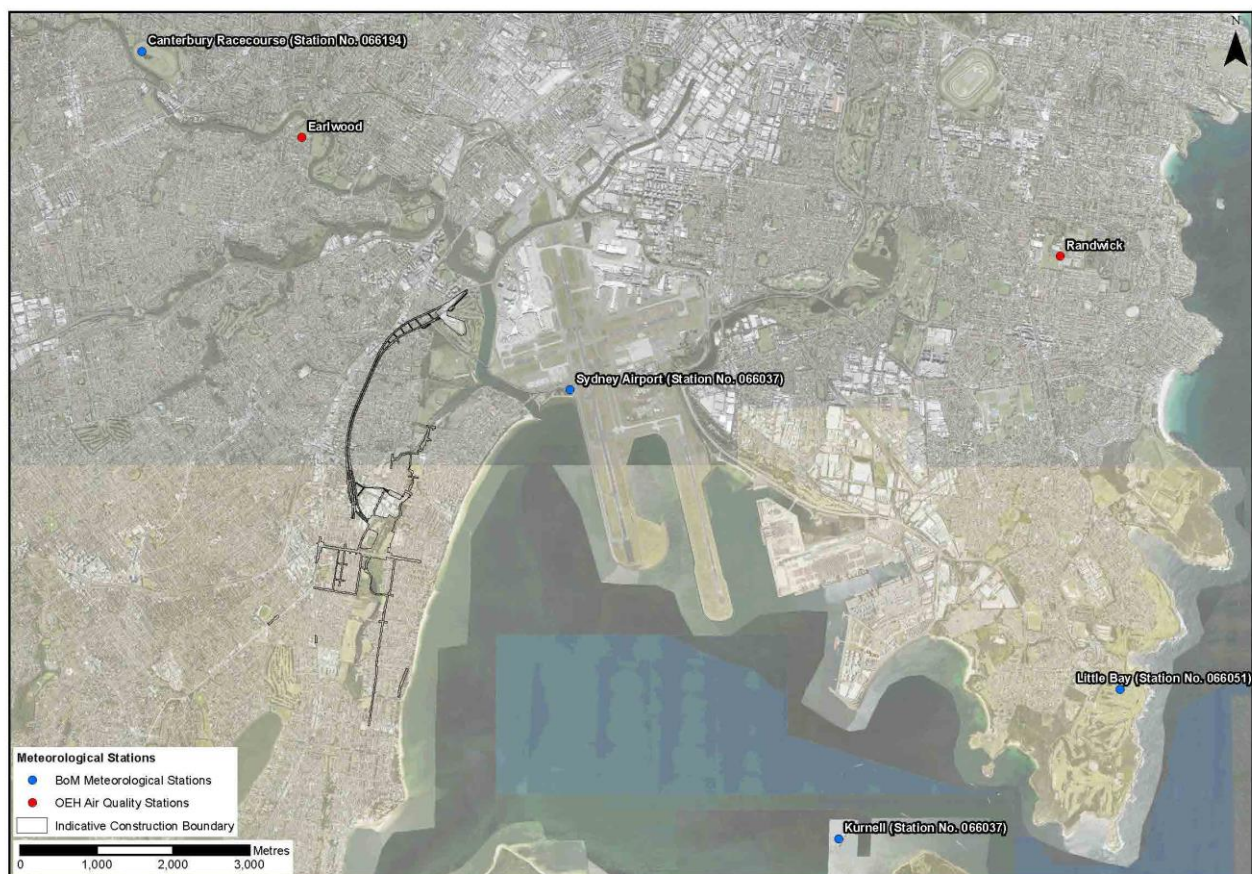 N
Canterbury Racecourse (Station No. 066194)
Earlwood
Randwick
Sydney Airport (Station No. 066037)
Little Bay (Station No. 066051)
Kurnell (Station No. 066037)
Meteorological Stations
BoM Meteorological Stations
OEH Air Quality Stations
Indicative Construction Boundary
Metres
0 1,000 2,000 3,000